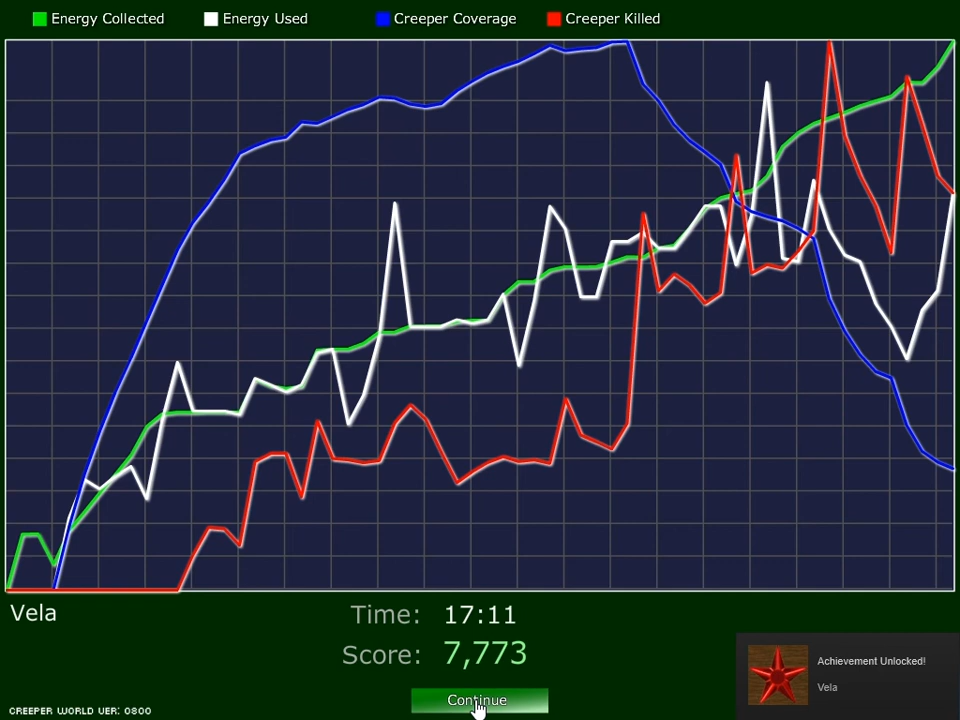 Energy Collected Energy Used Creeper Coverage Creeper Killed
Vela
Time: 17:11
Score: 7,773
Achievement Unlocked!
Vela
Continue
CREEPER WORLD VER: 0800